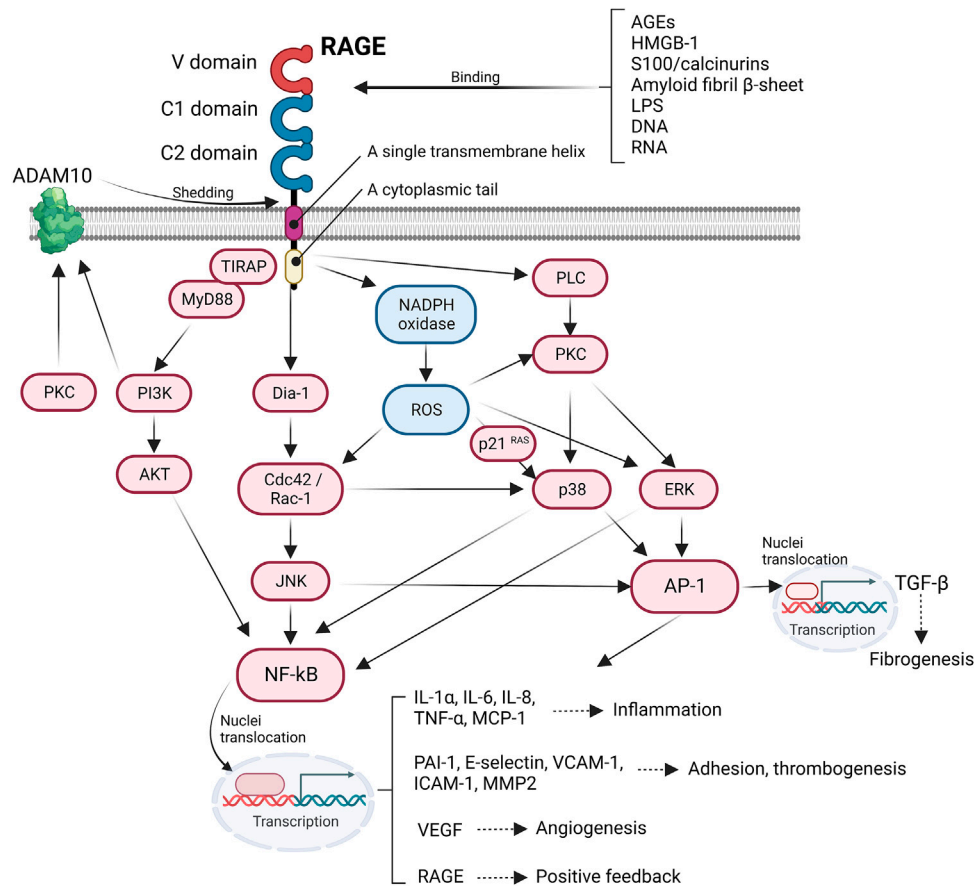 RAGE
V domain
C1 domain
C2 domain
Binding
AGEs
HMGB-1
S100/calcinurins
Amyloid fibril β-sheet
LPS
DNA
RNA
A single transmembrane helix
A cytoplasmic tail
ADAM10
Shedding
TIRAP
MyD88
NADPH
oxidase
PLC
PKC
PKC
PI3K
Dia-1
ROS
p21 RAS
AKT
Cdc42 /
Rac-1
p38
ERK
JNK
AP-1
Nuclei
translocation
Transcription
TGF-β
Fibrogenesis
NF-kB
Nuclei
translocation
Transcription
IL-1α, IL-6, IL-8,
TNF-α, MCP-1
Inflammation
PAI-1, E-selectin, VCAM-1,
ICAM-1, MMP2
Adhesion, thrombogenesis
VEGF
Angiogenesis
RAGE
Positive feedback